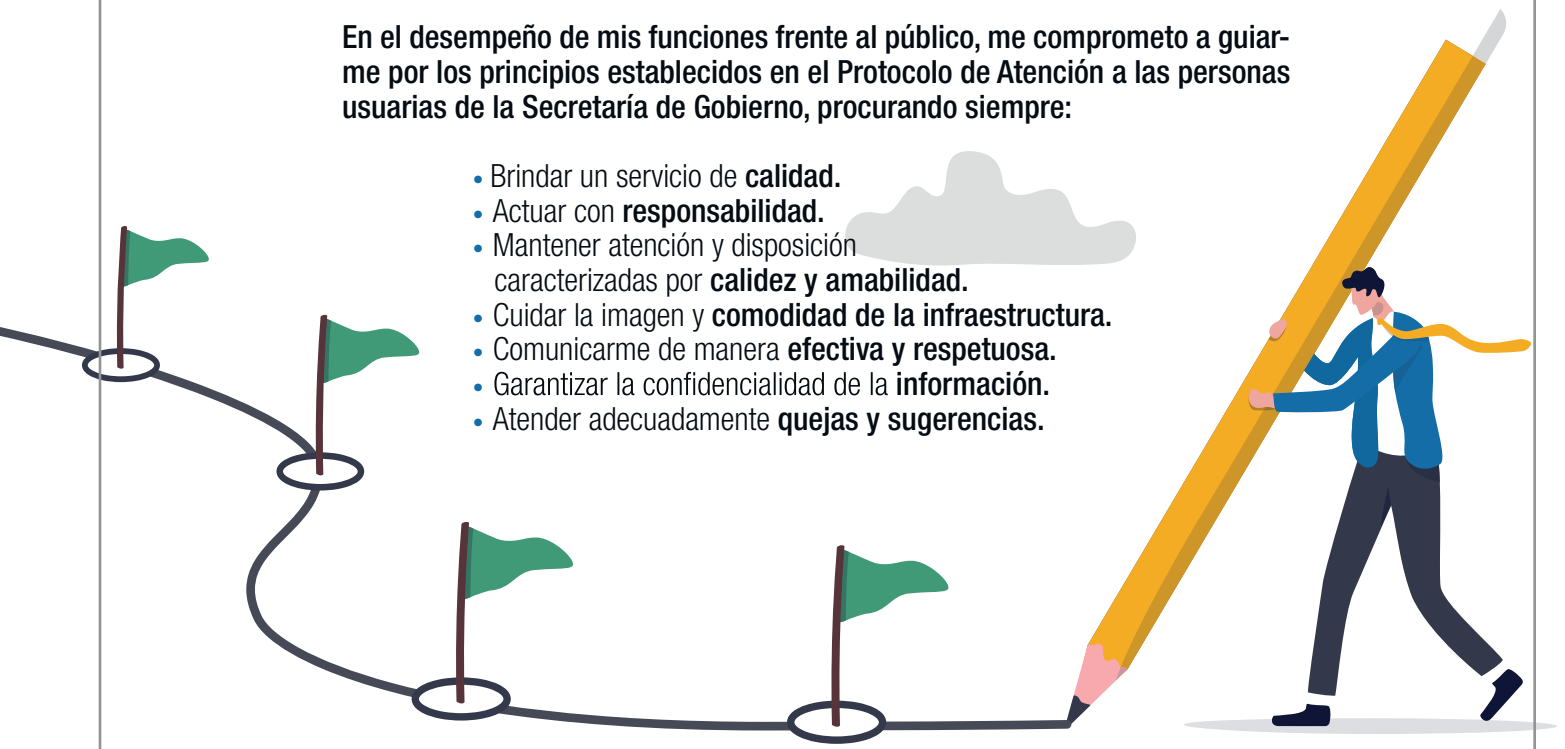 En el desempeño de mis funciones frente al público, me comprometo a guiar-
me por los principios establecidos en el Protocolo de Atención a las personas
usuarias de la Secretaría de Gobierno, procurando siempre:
• Brindar un servicio de calidad.
• Actuar con responsabilidad.
• Mantener atención y disposición
caracterizadas por calidez y amabilidad.
• Cuidar la imagen y comodidad de la infraestructura.
• Comunicarme de manera efectiva y respetuosa.
• Garantizar la confidencialidad de la información.
• Atender adecuadamente quejas y sugerencias.